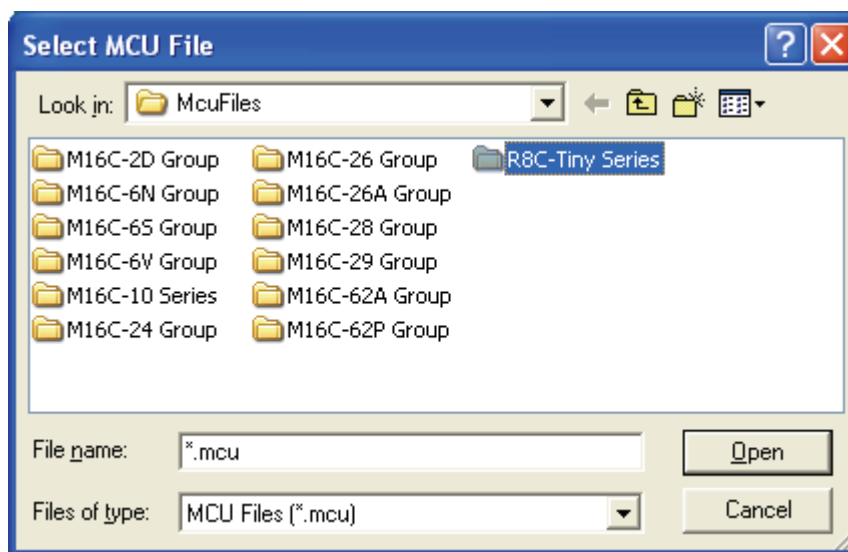 Select MCU File
Look in: McuFiles
M16C-2D Group M16C-26 Group R8C-Tiny Series
M16C-6N Group M16C-26A Group
M16C-6S Group M16C-28 Group
M16C-6V Group M16C-29 Group
M16C-10 Series M16C-62A Group
M16C-24 Group M16C-62P Group
File name: *.mcu Open
Files of type: MCU Files (*.mcu) Cancel